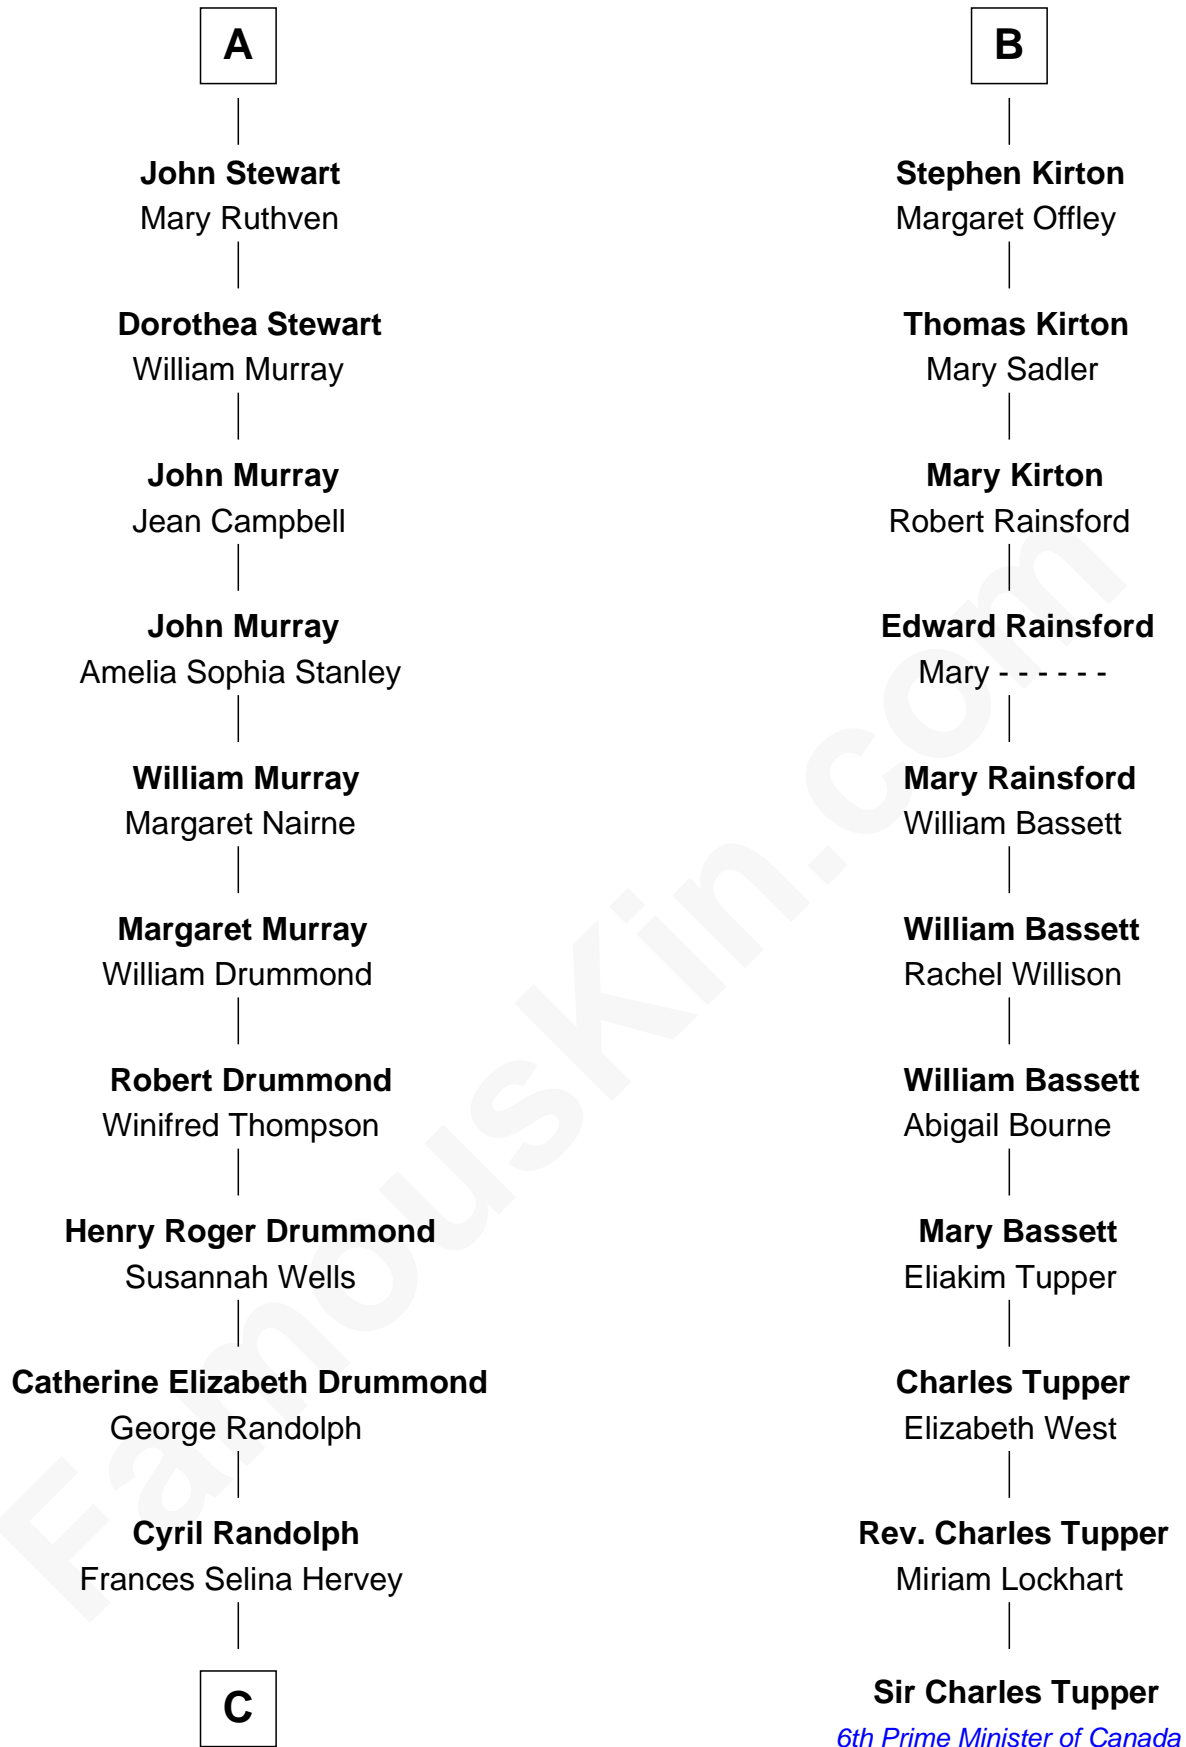 A
John Stewart
Mary Ruthven
Dorothea Stewart
William Murray
John Murray
Jean Campbell
John Murray
Amelia Sophia Stanley
William Murray
Margaret Nairne
Margaret Murray
William Drummond
Robert Drummond
Winifred Thompson
Henry Roger Drummond
Susannah Wells
Catherine Elizabeth Drummond
George Randolph
Cyril Randolph
Frances Selina Hervey
C
B
Stephen Kirton
Margaret Offley
Thomas Kirton
Mary Sadler
Mary Kirton
Robert Rainsford
Edward Rainsford
Mary - - - - - -
Mary Rainsford
William Bassett
William Bassett
Rachel Willison
William Bassett
Abigail Bourne
Mary Bassett
Eliakim Tupper
Charles Tupper
Elizabeth West
Rev. Charles Tupper
Miriam Lockhart
Sir Charles Tupper
6th Prime Minister of Canada
FamousKin.com